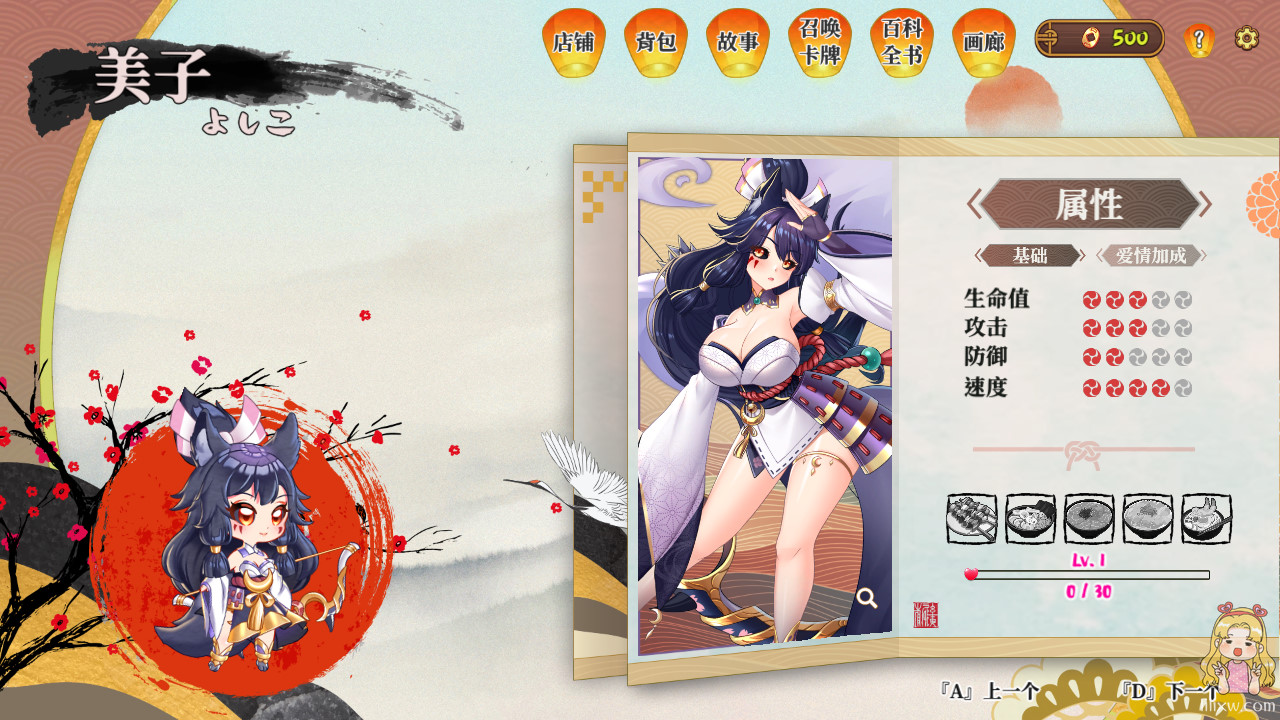 美子
よしこ
店铺
背包
故事
召唤
卡牌
百科
全书
画廊
500
?
属性
基础
爱情加成
生命值
攻击
防御
速度
Lv. 1
0 / 30
『A』上一个
『D』下一个